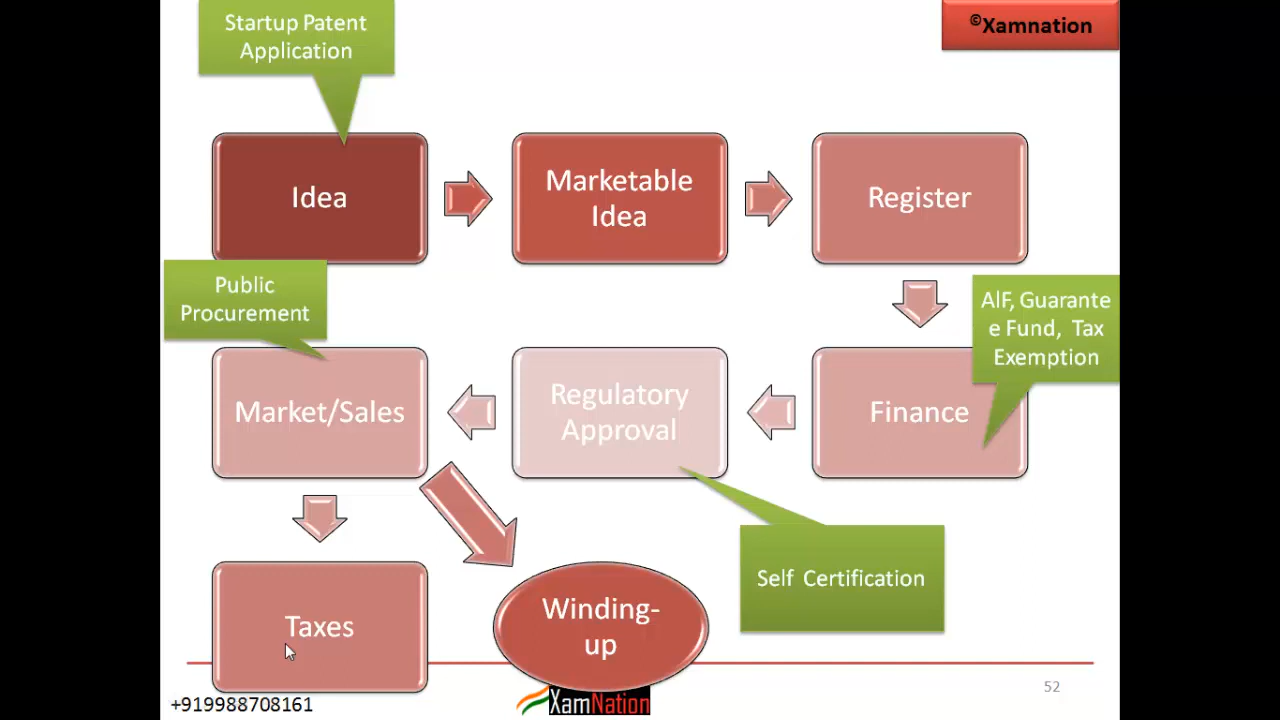 Startup Patent
Application
©Xamnation
Idea
Marketable
Idea
Register
Public
Procurement
AIF, Guarante
e Fund, Tax
Exemption
Market/Sales
Regulatory
Approval
Finance
Self Certification
Taxes
Winding-
up
52
+919988708161
XamNation